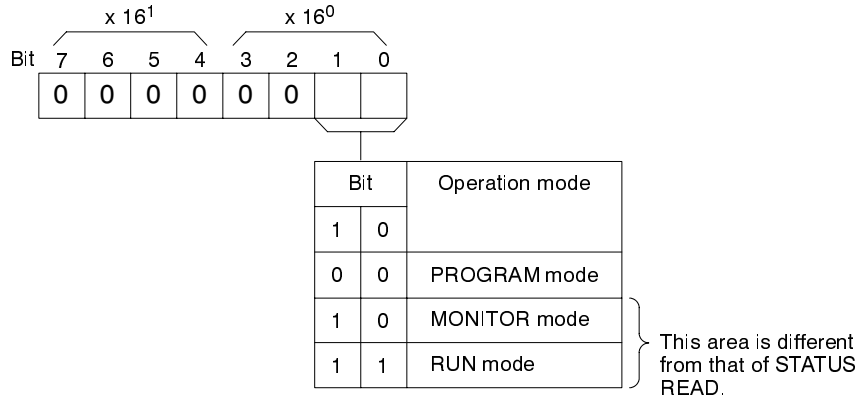 x 16¹ x 16⁰
Bit 7 6 5 4 3 2 1 0
0 0 0 0 0 0
Bit Operation mode
1 0
0 0 PROGRAM mode
1 0 MONITOR mode
1 1 RUN mode
This area is different
from that of STATUS
READ.